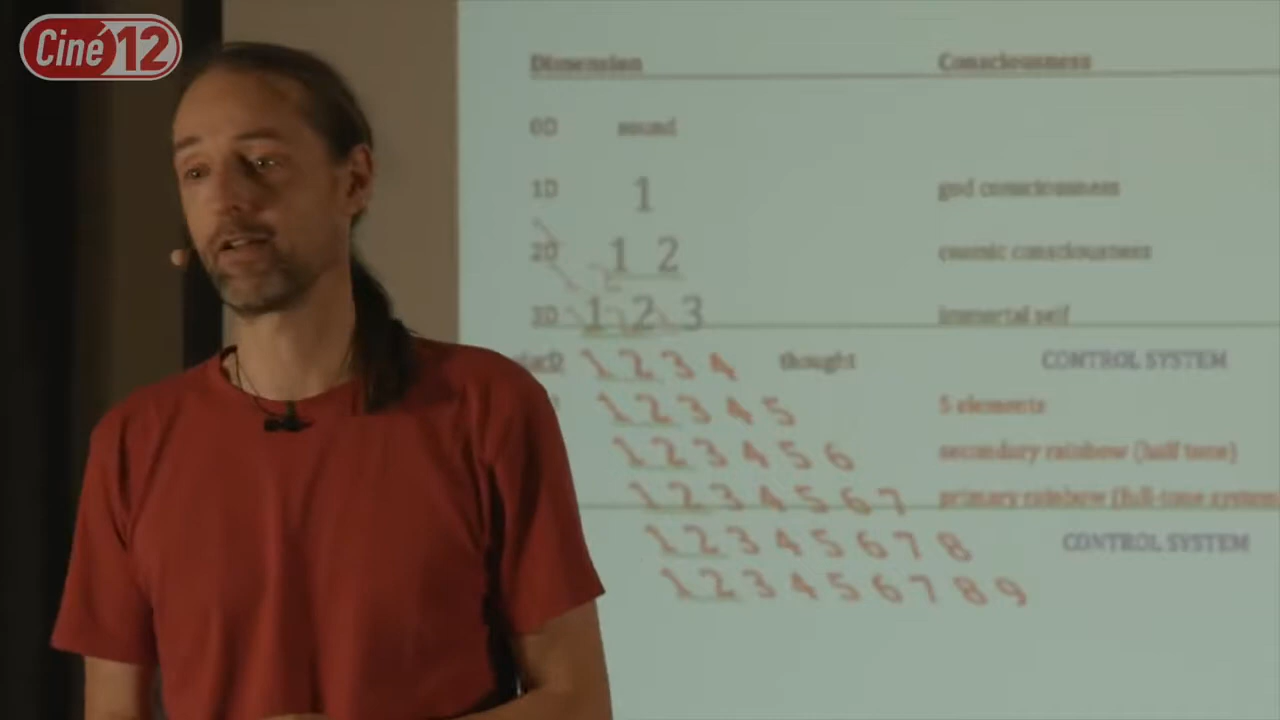 Ciné 12
Dimension Consciousness
0D sound
1D 1 god consciousness
2D 1 2 cosmic consciousness
3D 1 2 3 immortal self
1 2 3 4 thought CONTROL SYSTEM
1 2 3 4 5 5 elements
1 2 3 4 5 6 secondary rainbow (half tone)
1 2 3 4 5 6 7 primary rainbow (full-tone system
1 2 3 4 5 6 7 8 CONTROL SYSTEM
1 2 3 4 5 6 7 8 9